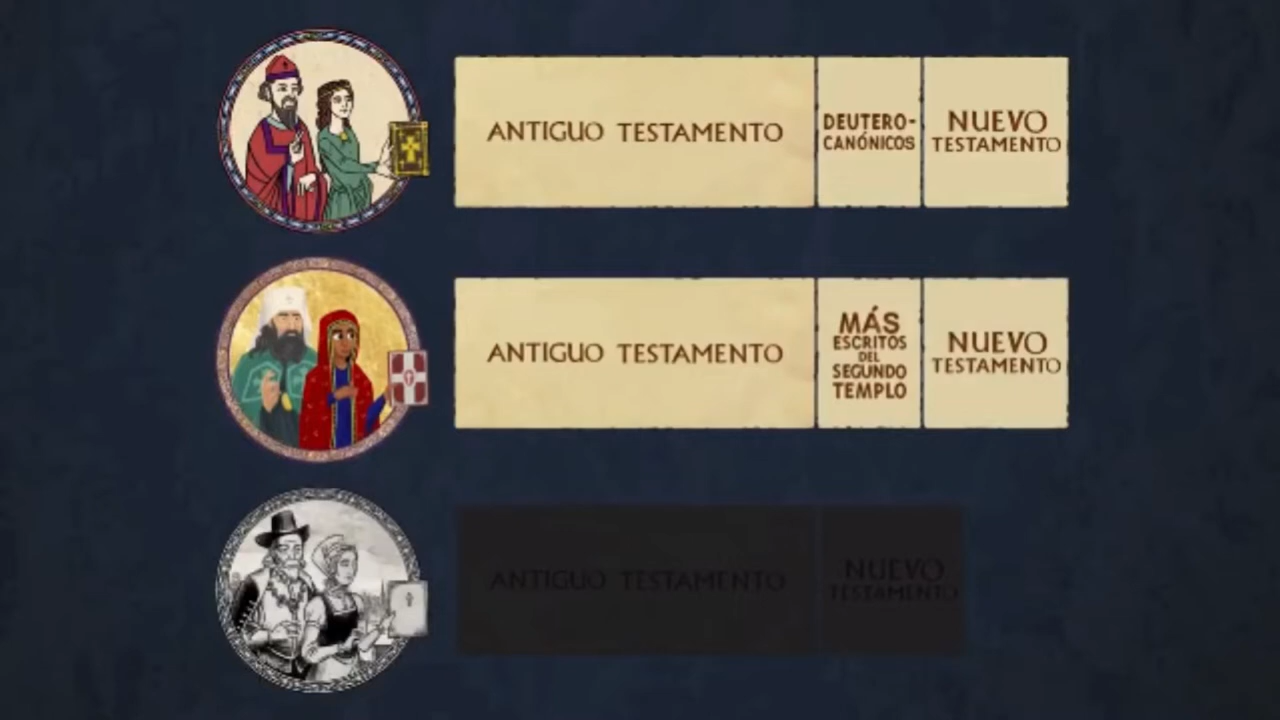 ANTIGUO TESTAMENTO
DEUTERO-
CANÓNICOS
NUEVO
TESTAMENTO
ANTIGUO TESTAMENTO
MÁS
ESCRITOS
DEL
SEGUNDO
TEMPLO
NUEVO
TESTAMENTO
ANTIGUO TESTAMENTO
NUEVO
TESTAMENTO